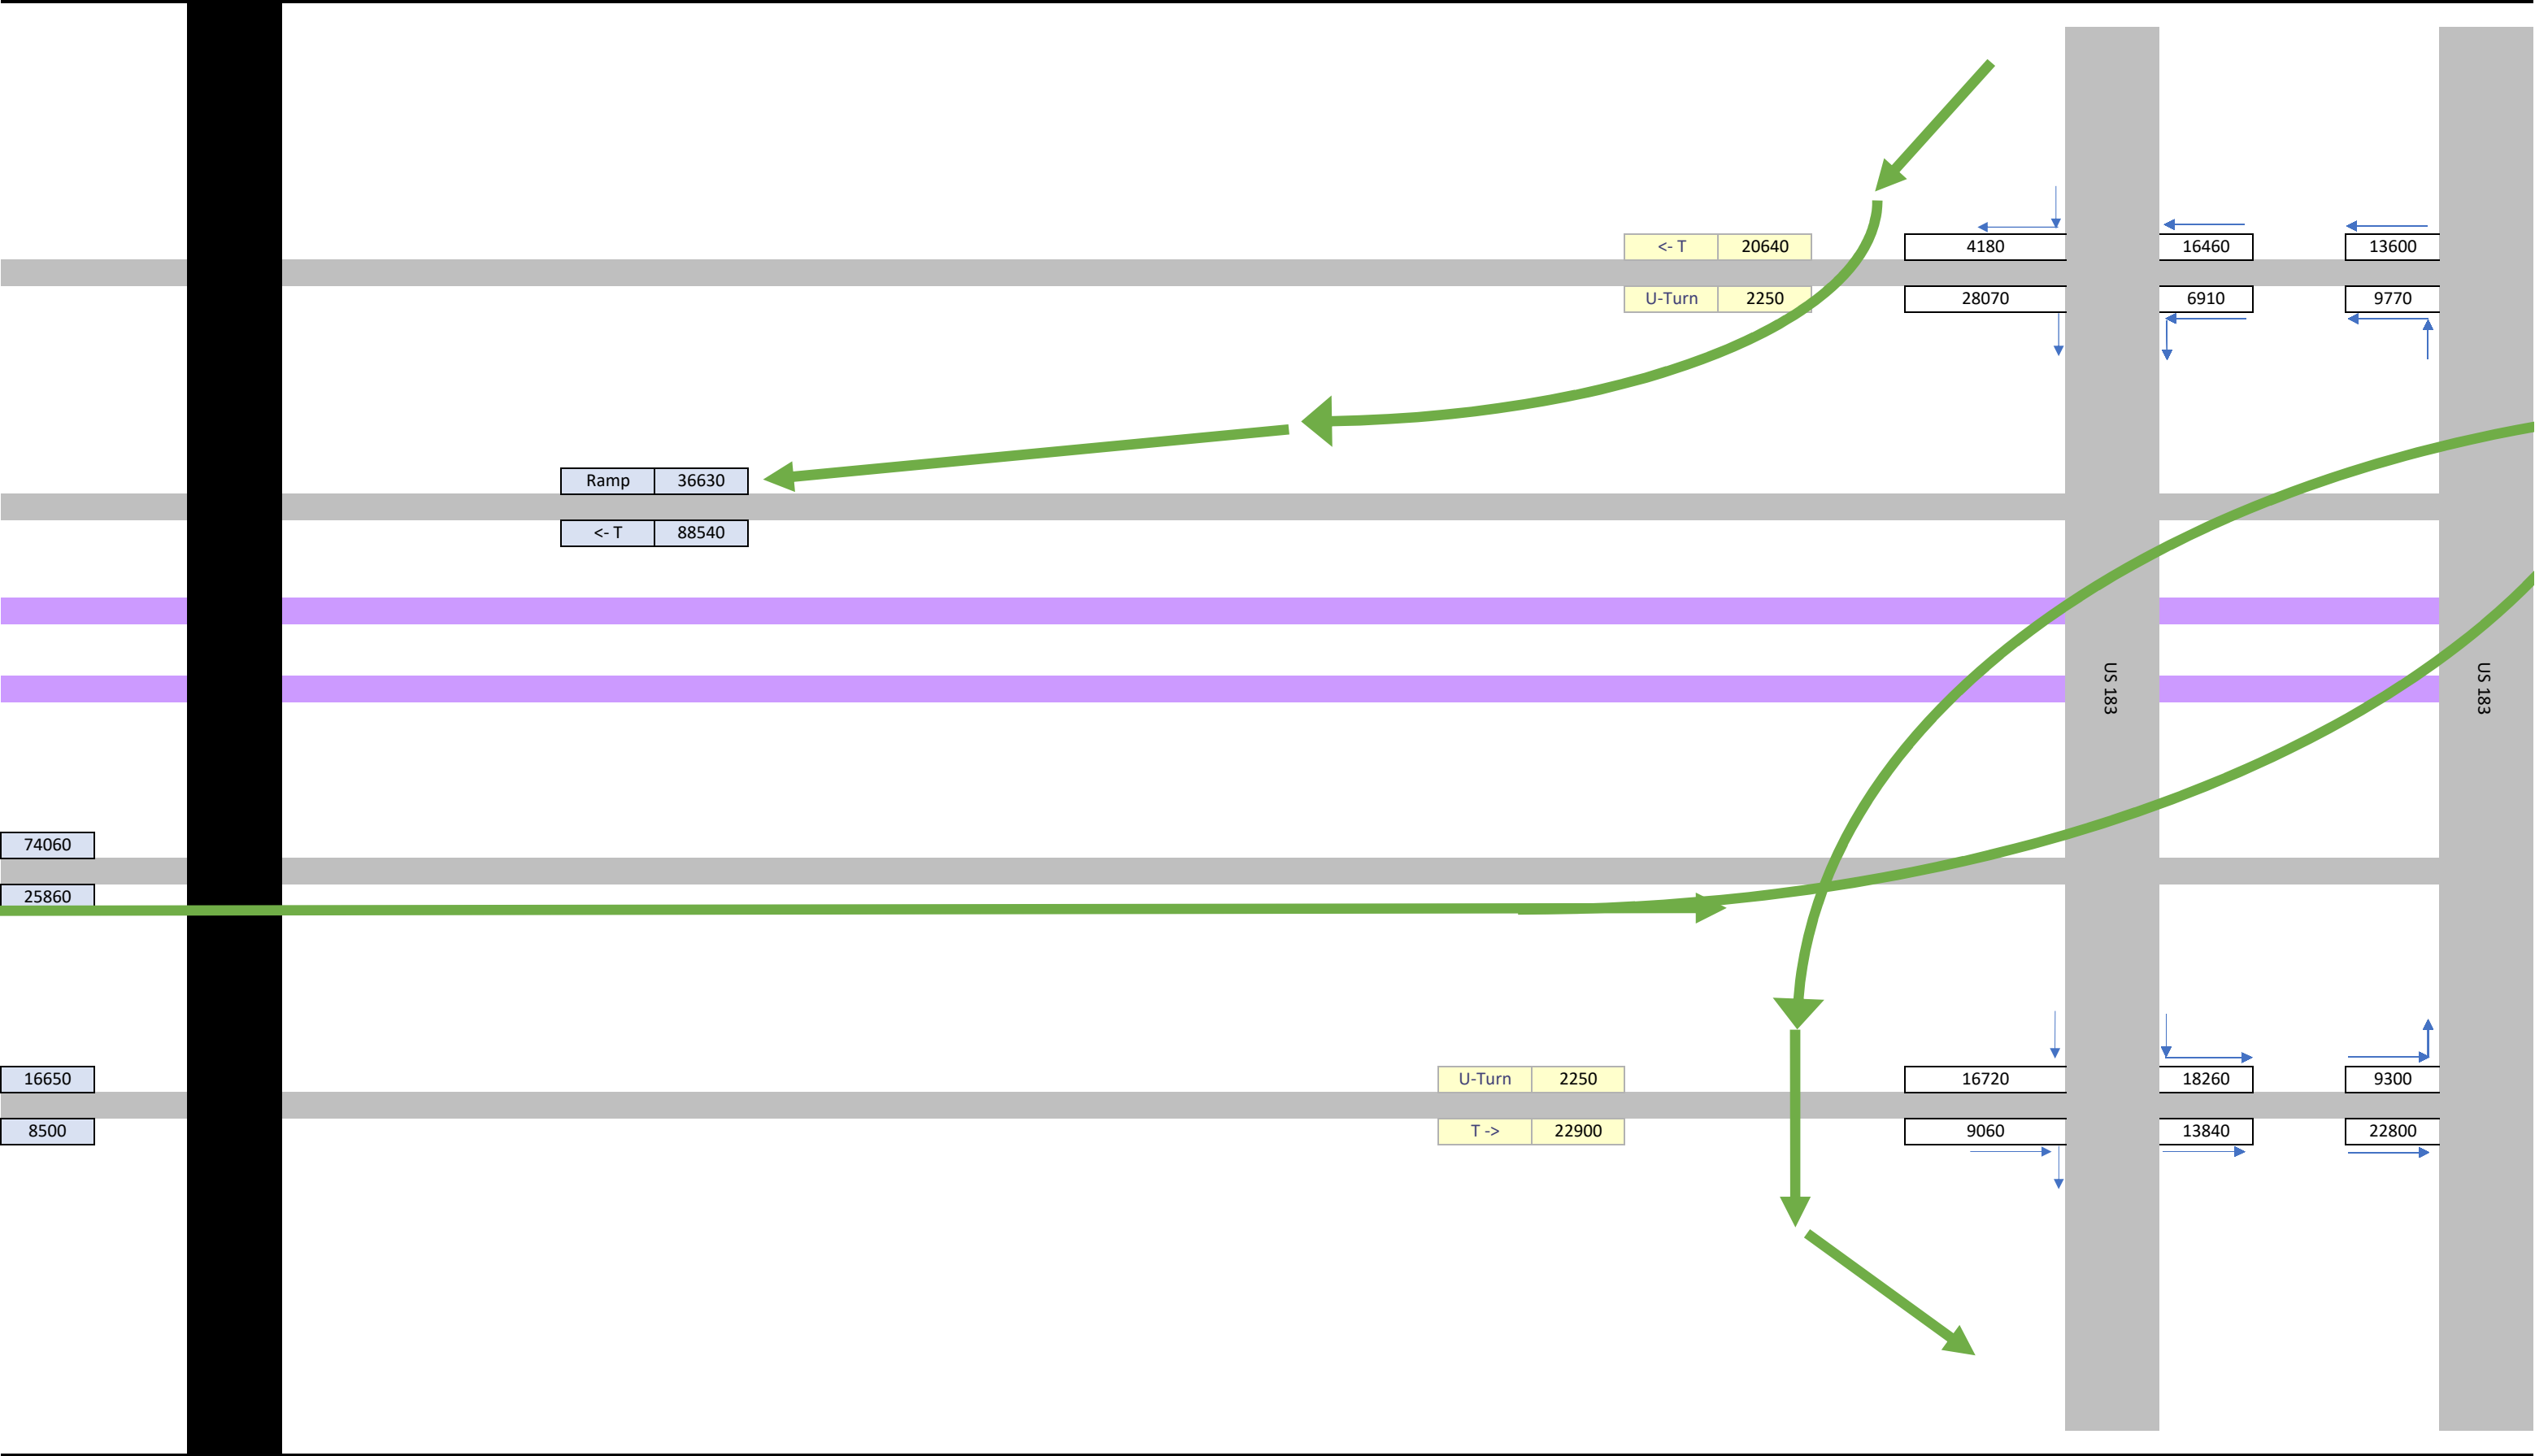 <- T 20640 4180 16460 13600
U-Turn 2250 28070 6910 9770
Ramp 36630
<- T 88540
US 183 US 183
74060
25860
16650 U-Turn 2250 16720 18260 9300
8500 T -> 22900 9060 13840 22800